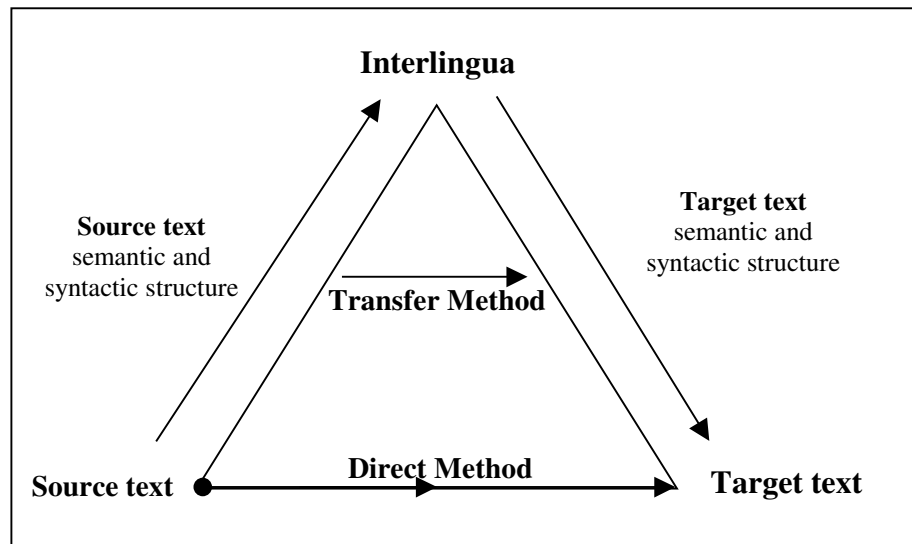 Interlingua
Source text
semantic and
syntactic structure
Target text
semantic and
syntactic structure
Transfer Method
Direct Method
Source text
Target text